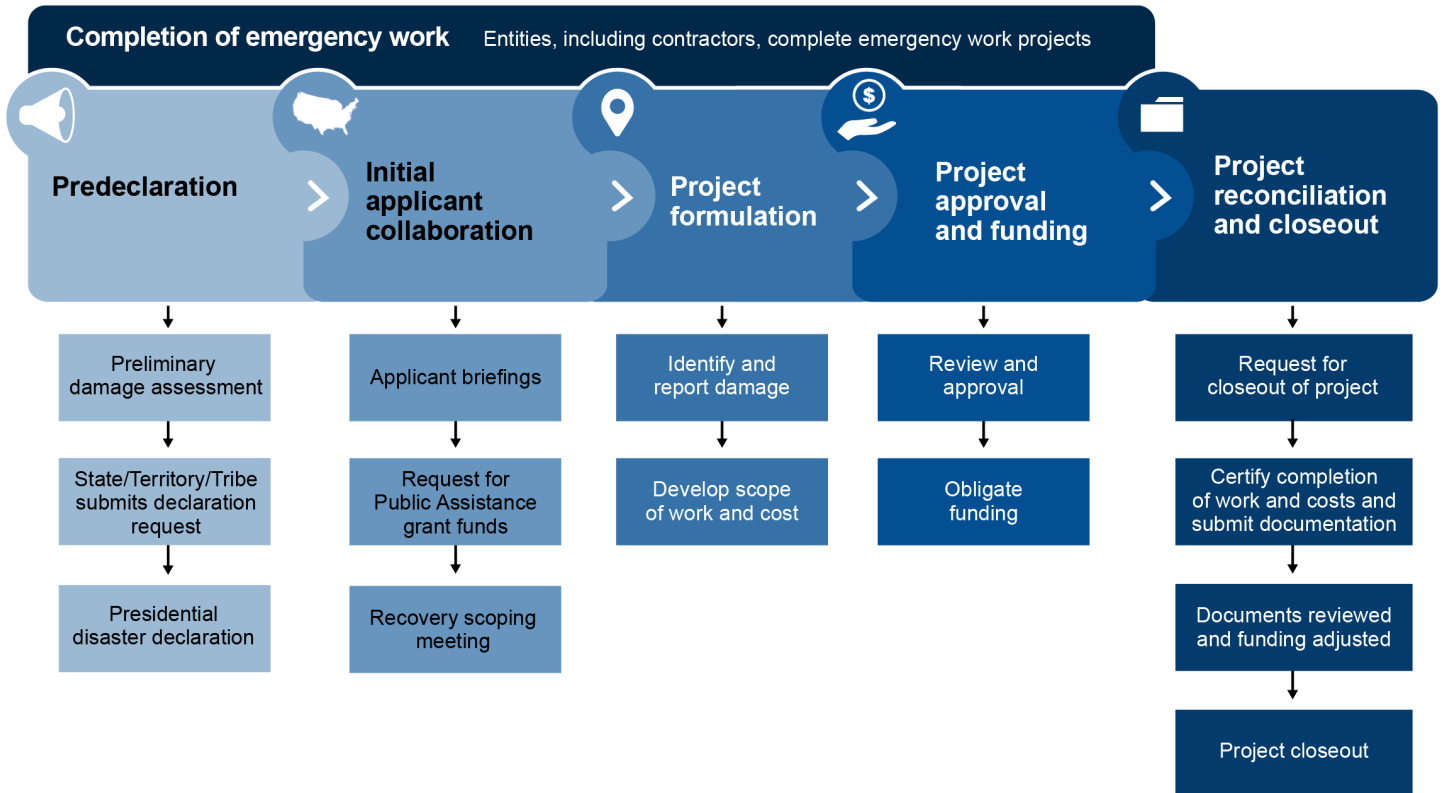 Completion of emergency work Entities, including contractors, complete emergency work projects
$
Predeclaration
Initial
applicant
collaboration
Project
formulation
Project
approval
and funding
Project
reconciliation
and closeout
Preliminary
damage assessment
State/Territory/Tribe
submits declaration
request
Presidential
disaster declaration
Applicant briefings
Request for
Public Assistance
grant funds
Recovery scoping
meeting
Identify and
report damage
Develop scope
of work and cost
Review and
approval
Obligate
funding
Request for
closeout of project
Certify completion
of work and costs and
submit documentation
Documents reviewed
and funding adjusted
Project closeout